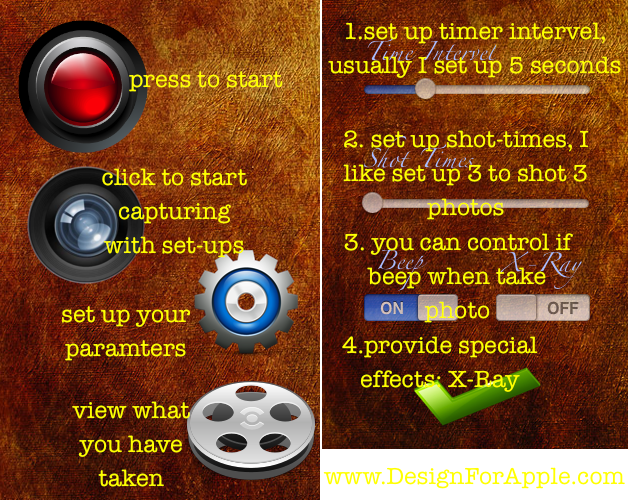 press to start
click to start
capturing
with set-ups
set up your
paramters
view what
you have
taken
1.set up timer intervel,
Time Intervel
usually I set up 5 seconds
2. set up shot-times, I
Shot Times
like set up 3 to shot 3
photos
3. you can control if
Beep X-Ray
beep when take
ON photo OFF
4.provide special
effects: X-Ray
www.DesignForApple.com